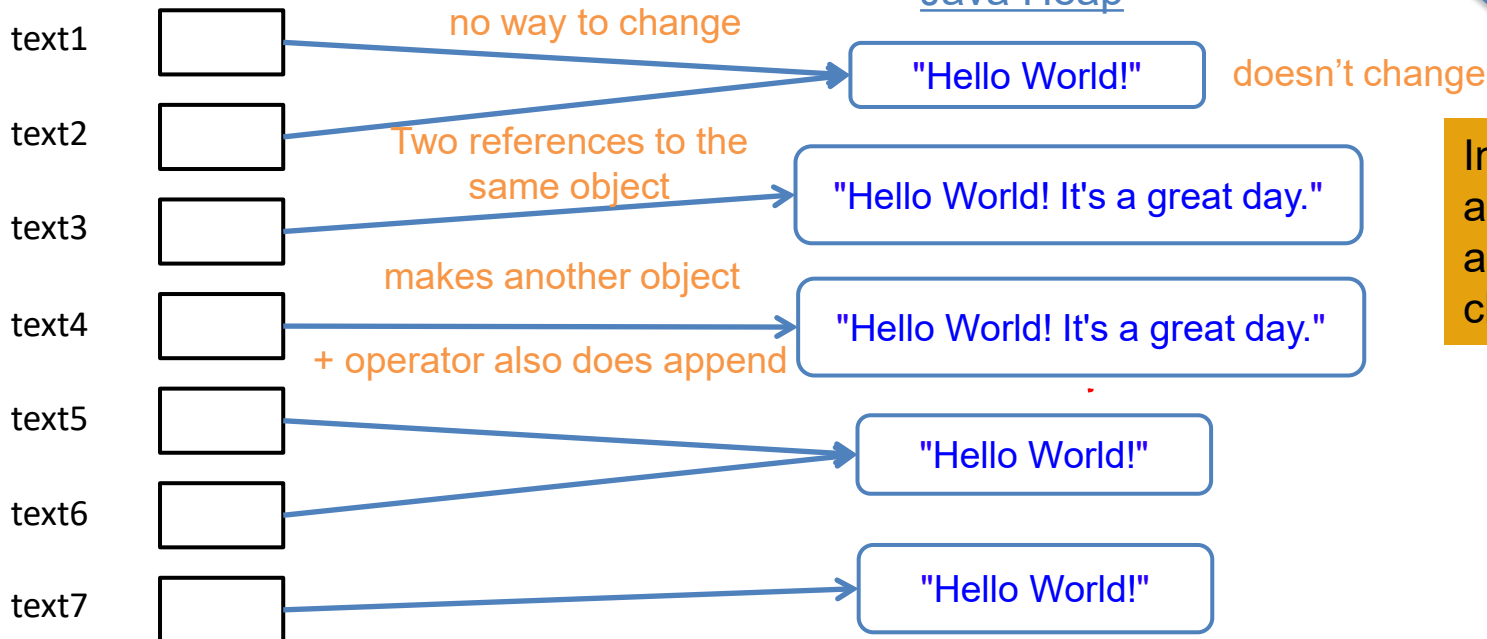 Java Heap
text1
no way to change
"Hello World!"
doesn’t change
text2
Two references to the
same object
text3
"Hello World! It's a great day."
makes another object
text4
"Hello World! It's a great day."
+ operator also does append
text5
"Hello World!"
text6
text7
"Hello World!"